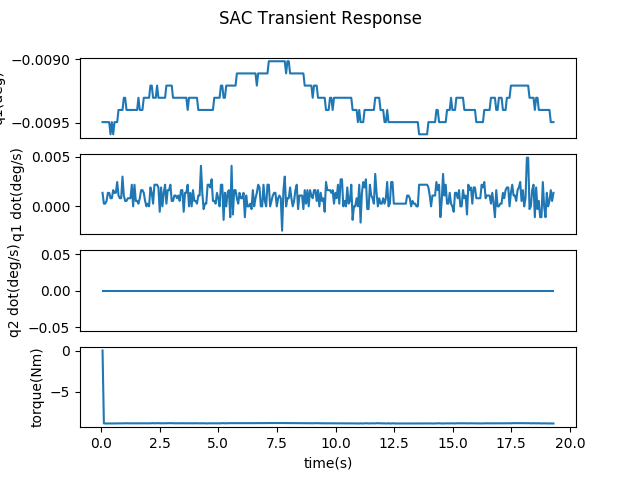 SAC Transient Response
−0.0090
−0.0095
0.005
0.000
q1 dot(deg/s)
0.05
0.00
−0.05
q2 dot(deg/s)
0
−5
torque(Nm)
0.0 2.5 5.0 7.5 10.0 12.5 15.0 17.5 20.0
time(s)